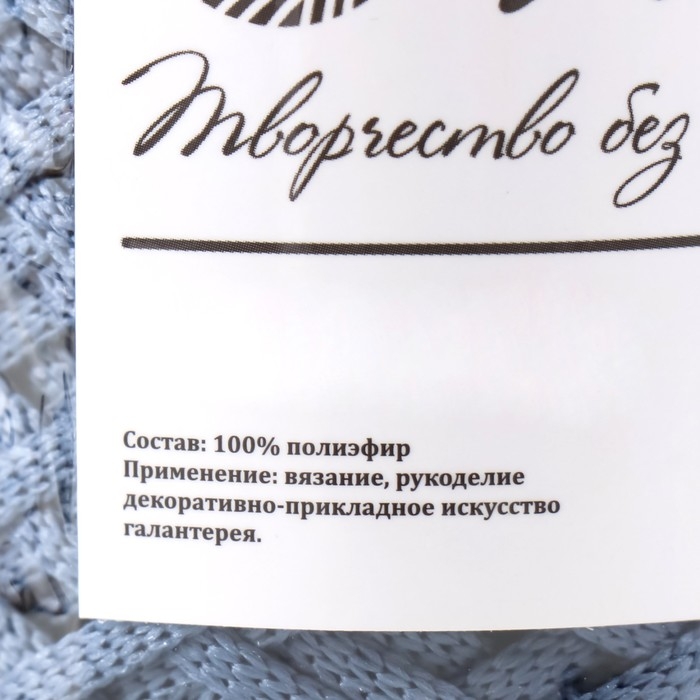 Творчество без
Состав: 100% полиэфир
Применение: вязание, рукоделие
декоративно-прикладное искусство
галантерея.